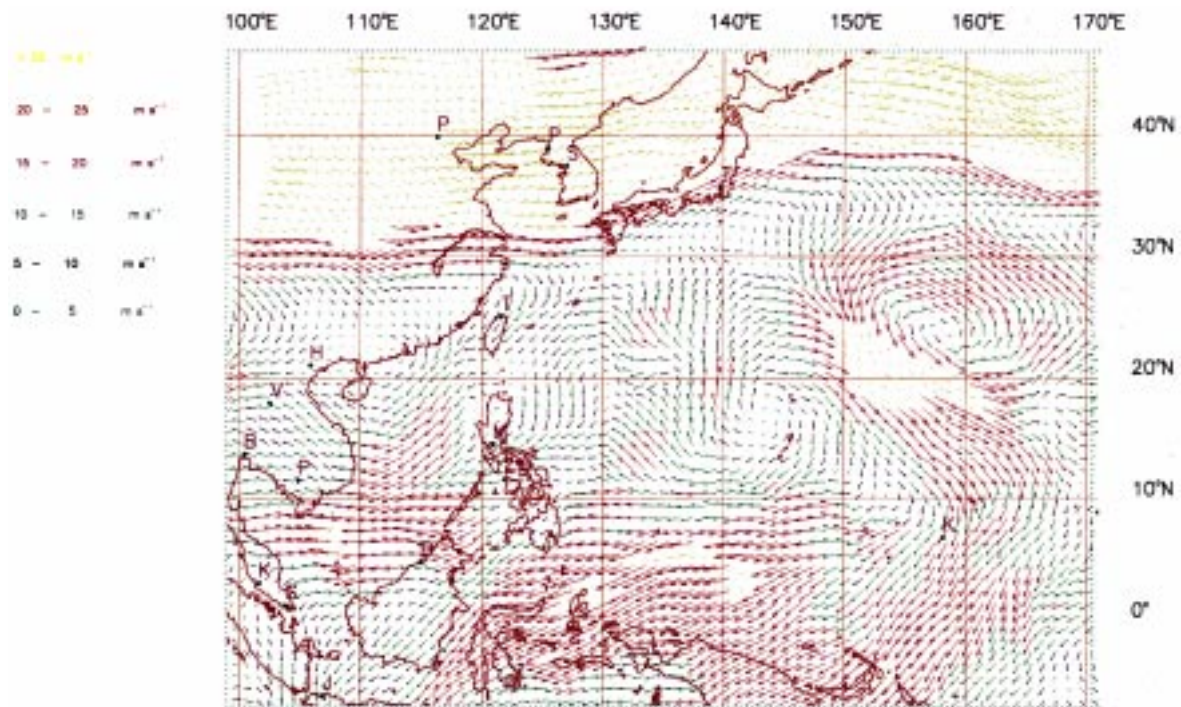 100°E 110°E 120°E 130°E 140°E 150°E 160°E 170°E
20 - 25 m s⁻¹
15 - 20 m s⁻¹
10 - 15 m s⁻¹
5 - 10 m s⁻¹
0 - 5 m s⁻¹
40°N
30°N
20°N
10°N
0°
P
P
S
T
H
V
B
P
K
K
J